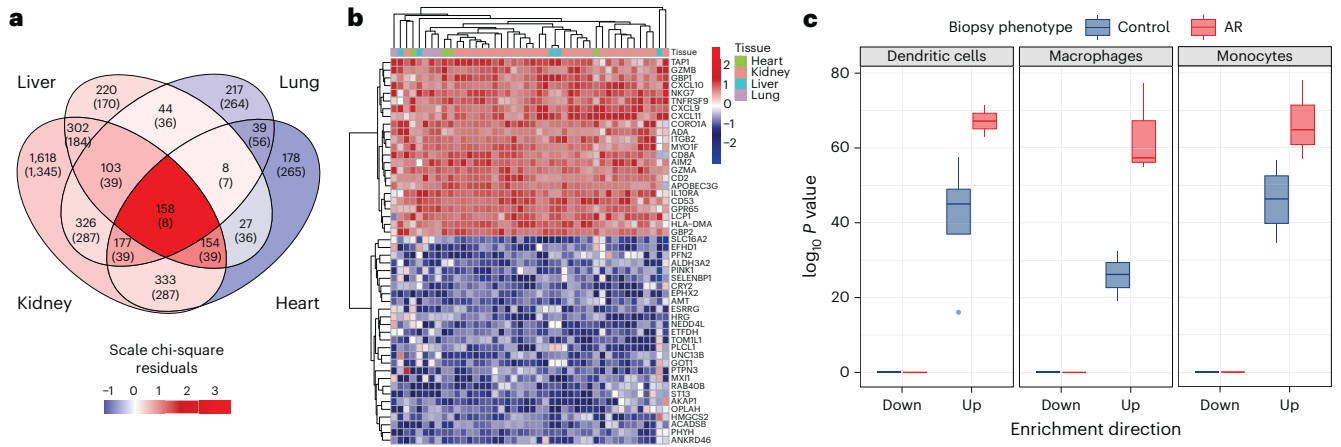 a
Liver
Lung
Kidney
Heart
220
(170)
44
(36)
217
(264)
302
(184)
39
(56)
1,618
(1,345)
103
(39)
8
(7)
178
(265)
158
(8)
326
(287)
177
(39)
154
(39)
27
(36)
333
(287)
Scale chi-square
residuals
−1 0 1 2 3
b
Tissue
TAP1
GZMB
GBP1
CXCL10
NKG7
TNFRSF9
CXCL9
CXCL11
CORO1A
ADA
ITGB2
MYO1F
CD8A
AIM2
GZMA
CD2
APOBEC3G
IL10RA
CD53
GPR65
LCP1
HLA−DMA
GBP2
SLC16A2
EFHD1
PFN2
ALDH3A2
PINK1
SELENBP1
CRY2
EPHX2
AMT
ESRRG
HRG
NEDD4L
ETFDH
TOM1L1
PLCL1
UNC13B
GOT1
PTPN3
MXI1
RAB40B
ST13
AKAP1
OPLAH
HMGCS2
ACADSB
PHYH
ANKRD46
2
1
0
−1
−2
Tissue
Heart
Kidney
Liver
Lung
c
Biopsy phenotype Control AR
Dendritic cells Macrophages Monocytes
log10 P value
80
60
40
20
0
Down Up Down Up Down Up
Enrichment direction